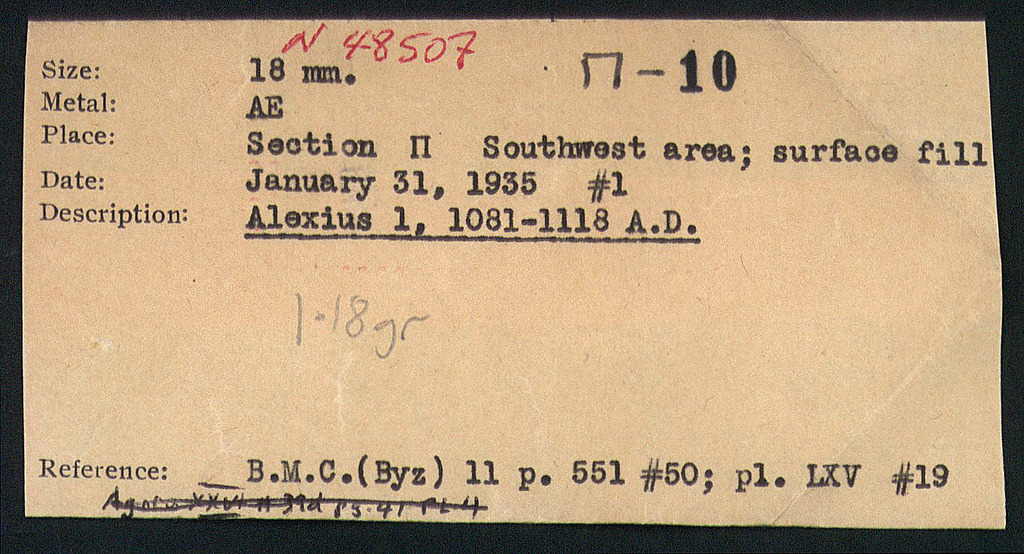 N 48507
Π - 10
Size: 18 mm.
Metal: AE
Place: Section Π Southwest area; surface fill
Date: January 31, 1935 #1
Description: Alexius 1, 1081-1118 A.D.
1.18gr
Reference: B.M.C.(Byz) 11 p. 551 #50; pl. LXV #19
Agora